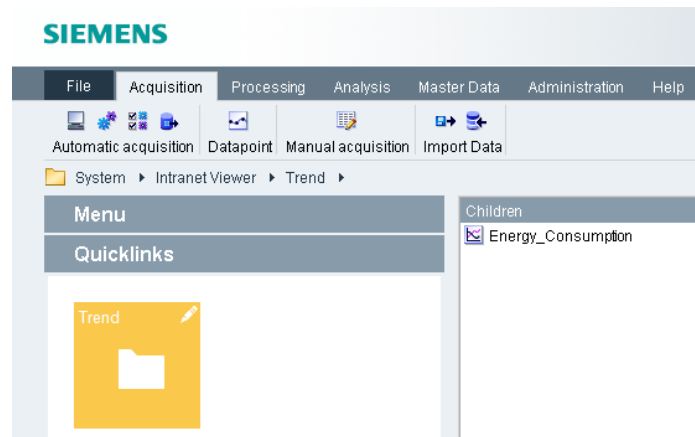 SIEMENS
File Acquisition Processing Analysis Master Data Administration Help
Automatic acquisition Datapoint Manual acquisition Import Data
System Intranet Viewer Trend
Menu
Quicklinks
Trend
Children
Energy_Consumption